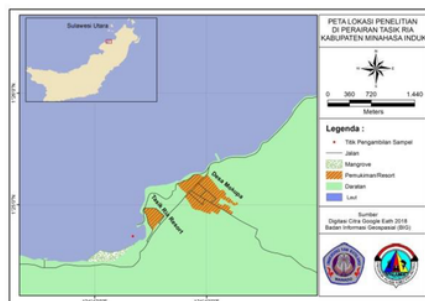 Sulawesi Utara
PETA LOKASI PENELITIAN
DI PERAIRAN TASIK RIA
KABUPATEN MINAHASA INDUK
0 360 720 1.440
Meters
Legenda :
Titik Pengambilan Sampel
Jalan
Mangrove
Pemukiman/Resort
Daratan
Laut
Sumber
Digitasi Citra Google Eath 2018
Badan Informasi Geospasial (BIG)
Tasik Ria Resort